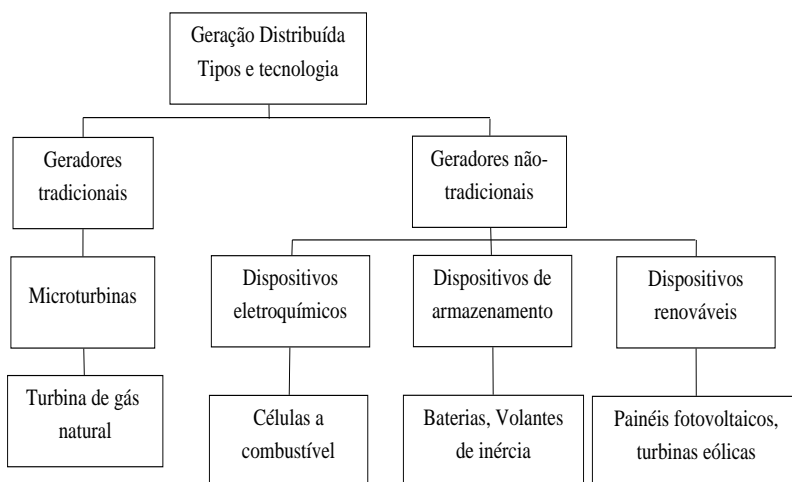 Geração Distribuída
Tipos e tecnologia
Geradores
tradicionais
Geradores não-
tradicionais
Microturbinas
Dispositivos
eletroquímicos
Dispositivos de
armazenamento
Dispositivos
renováveis
Turbina de gás
natural
Células a
combustível
Baterias, Volantes
de inércia
Painéis fotovoltaicos,
turbinas eólicas